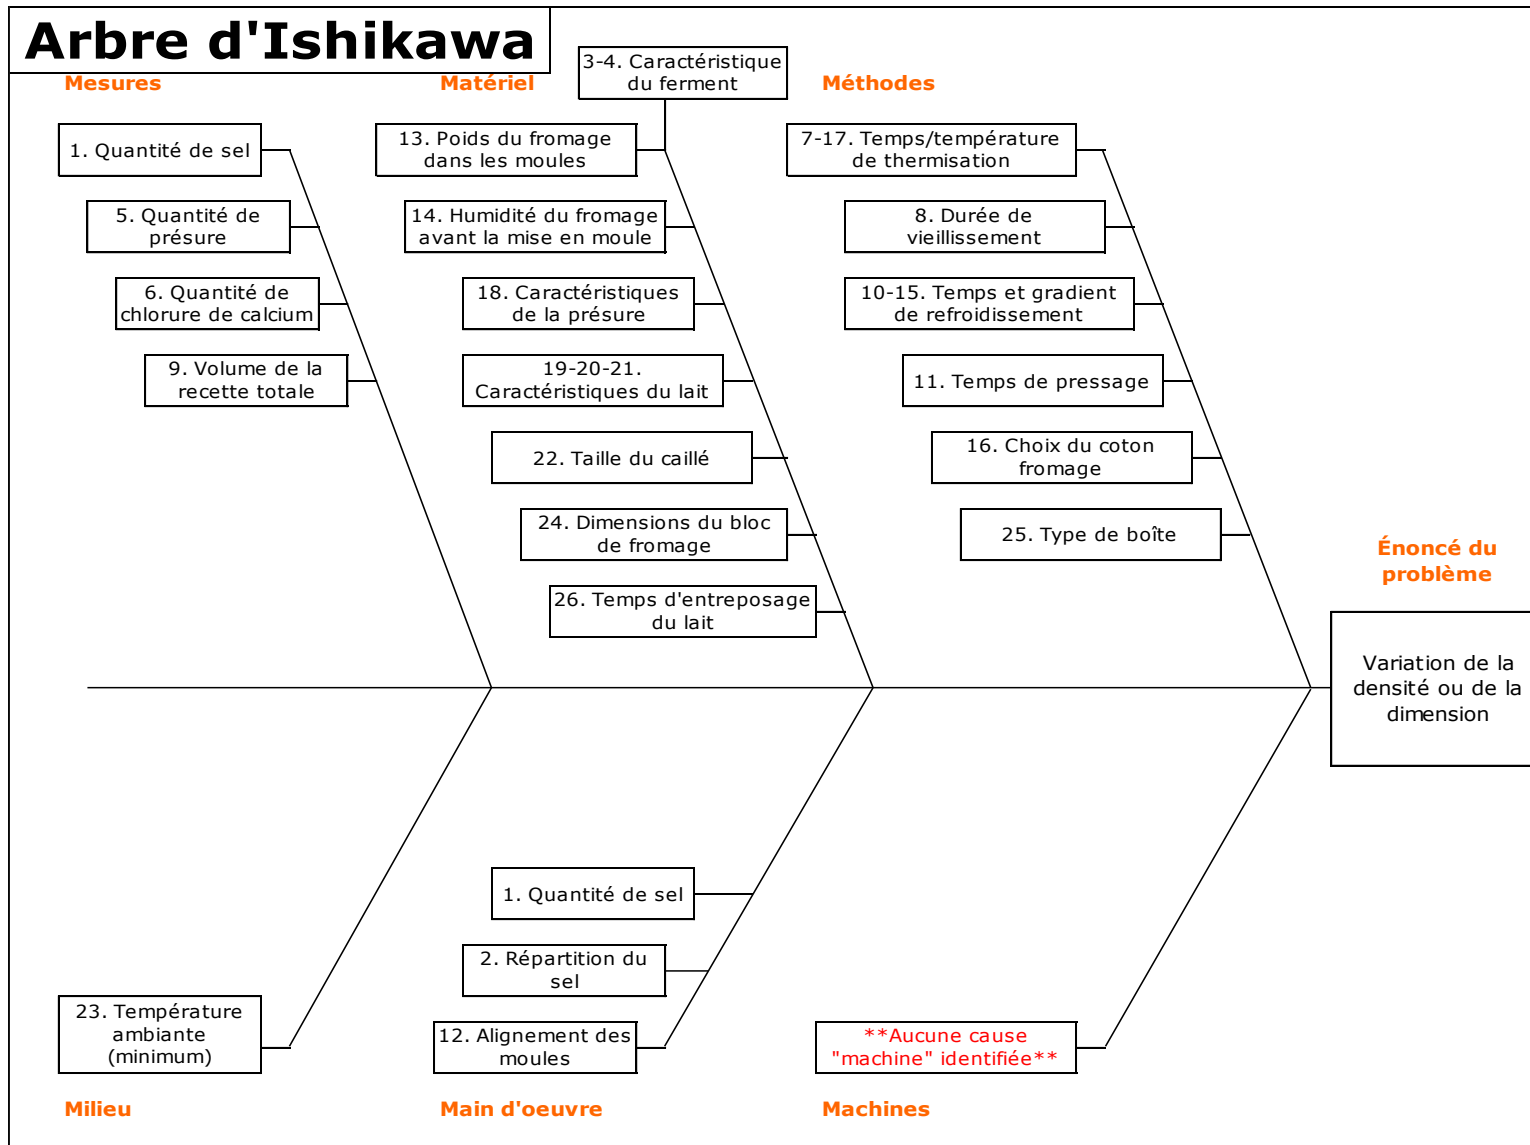 Arbre d'Ishikawa
Mesures
1. Quantité de sel
5. Quantité de
présure
6. Quantité de
chlorure de calcium
9. Volume de la
recette totale
Matériel
3-4. Caractéristique
du ferment
13. Poids du fromage
dans les moules
14. Humidité du fromage
avant la mise en moule
18. Caractéristiques
de la présure
19-20-21.
Caractéristiques du lait
22. Taille du caillé
24. Dimensions du bloc
de fromage
26. Temps d'entreposage
du lait
Méthodes
7-17. Temps/température
de thermisation
8. Durée de
vieillissement
10-15. Temps et gradient
de refroidissement
11. Temps de pressage
16. Choix du coton
fromage
25. Type de boîte
Énoncé du
problème
Variation de la
densité ou de la
dimension
23. Température
ambiante
(minimum)
Milieu
1. Quantité de sel
2. Répartition du
sel
12. Alignement des
moules
Main d'oeuvre
**Aucune cause
"machine" identifiée**
Machines